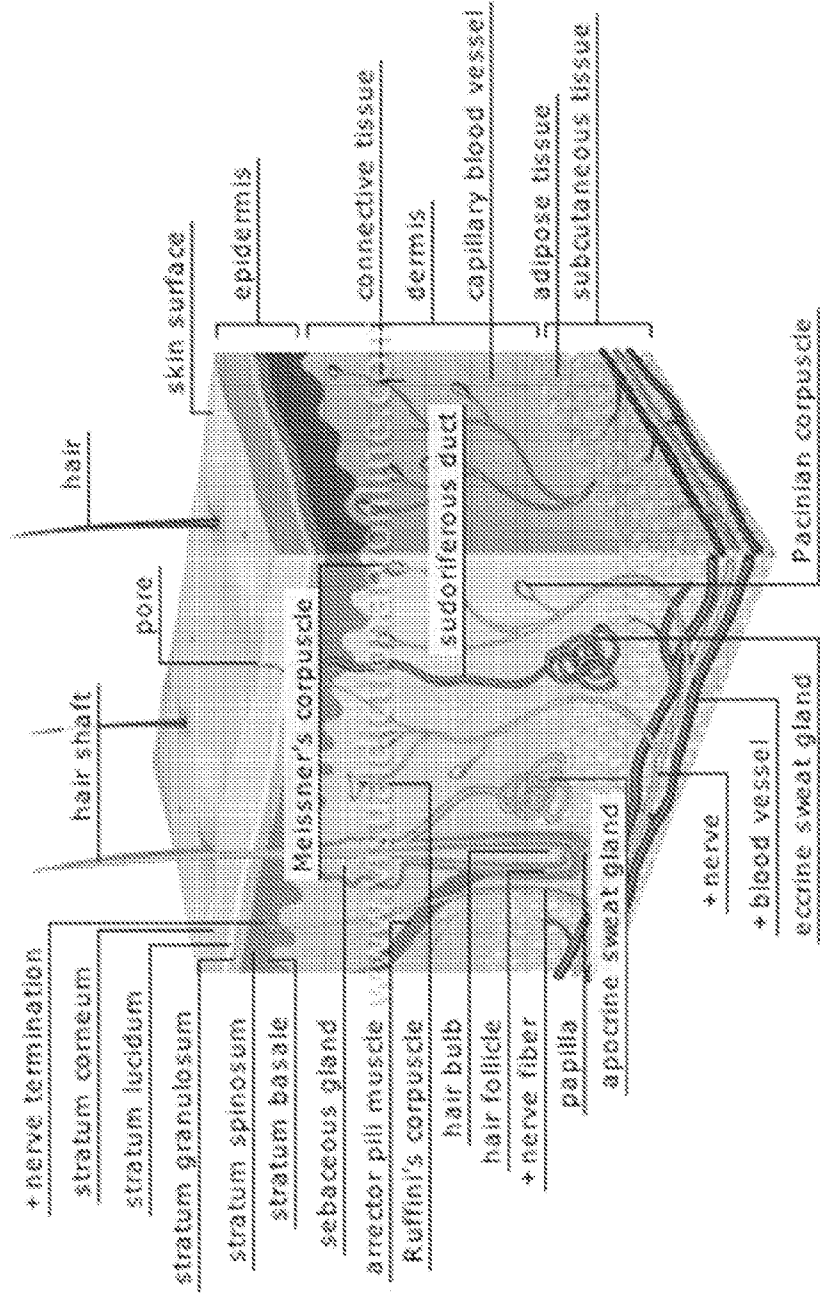 hair
hair shaft
pore
skin surface
epidermis
connective tissue
dermis
capillary blood vessel
adipose tissue
subcutaneous tissue
+ nerve termination
stratum corneum
stratum lucidum
stratum granulosum
stratum spinosum
stratum basale
sebaceous gland
arrector pili muscle
Ruffini's corpuscle
hair bulb
hair follicle
+ nerve fiber
papilla
apocrine sweat gland
Meissner's corpuscle
sudoriferous duct
+ nerve
+ blood vessel
eccrine sweat gland
Pacinian corpuscle